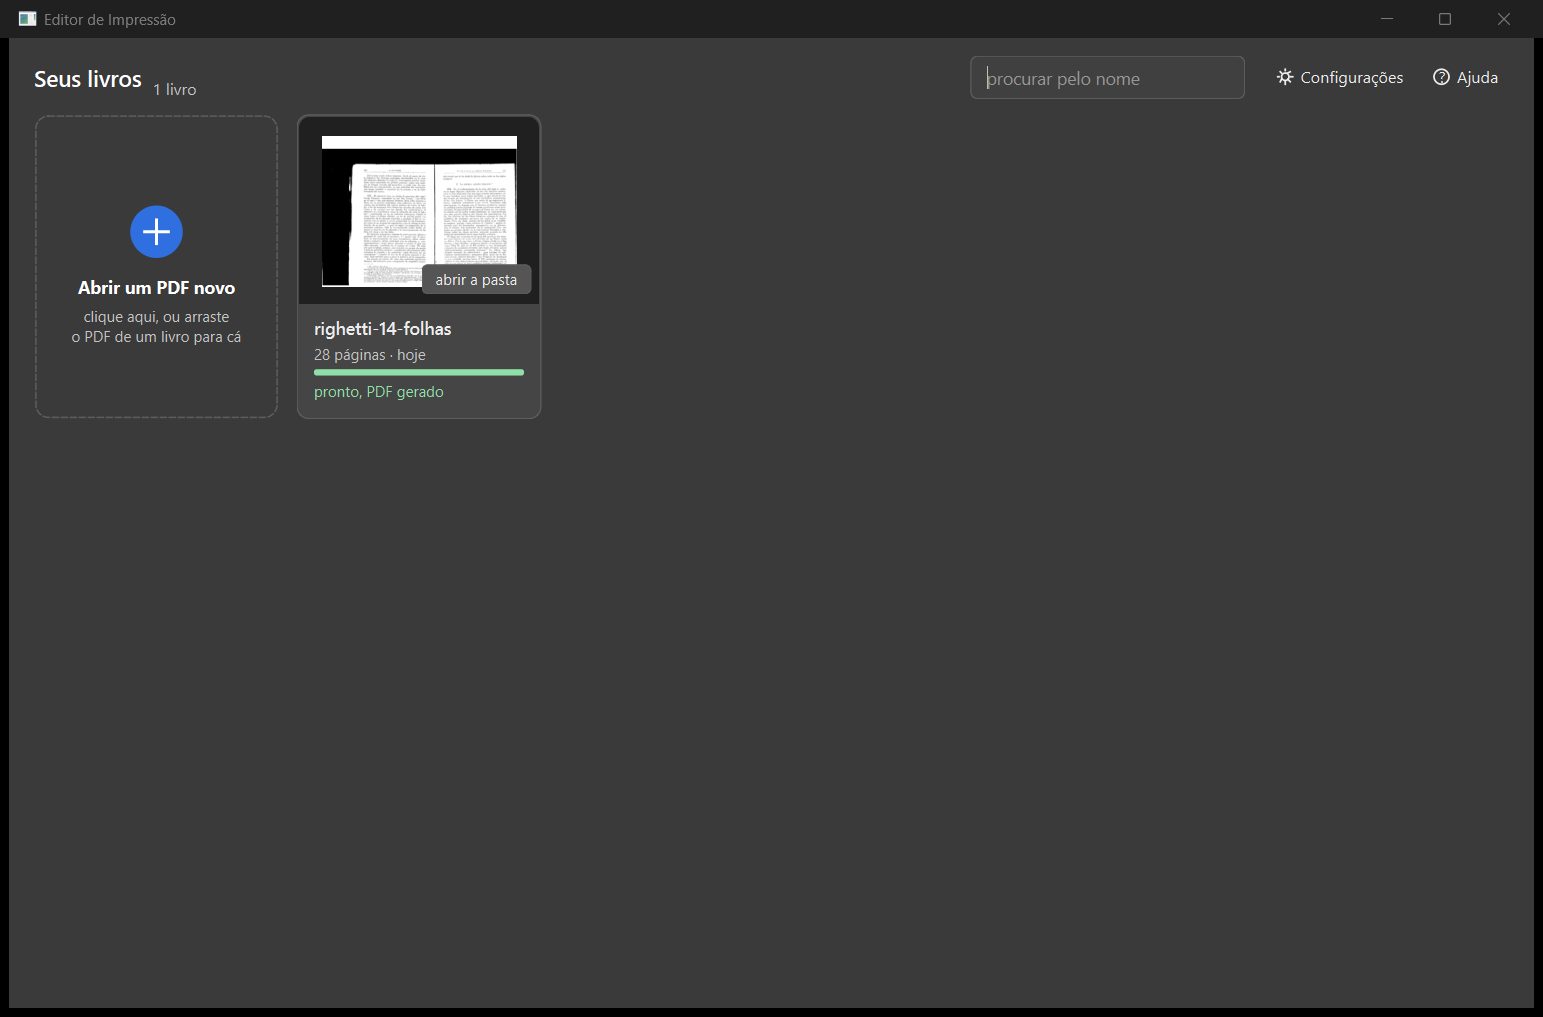 Editor de Impressão
Seus livros 1 livro
procurar pelo nome
Configurações
Ajuda
Abrir um PDF novo
clique aqui, ou arraste
o PDF de um livro para cá
abrir a pasta
righetti-14-folhas
28 páginas · hoje
pronto, PDF gerado